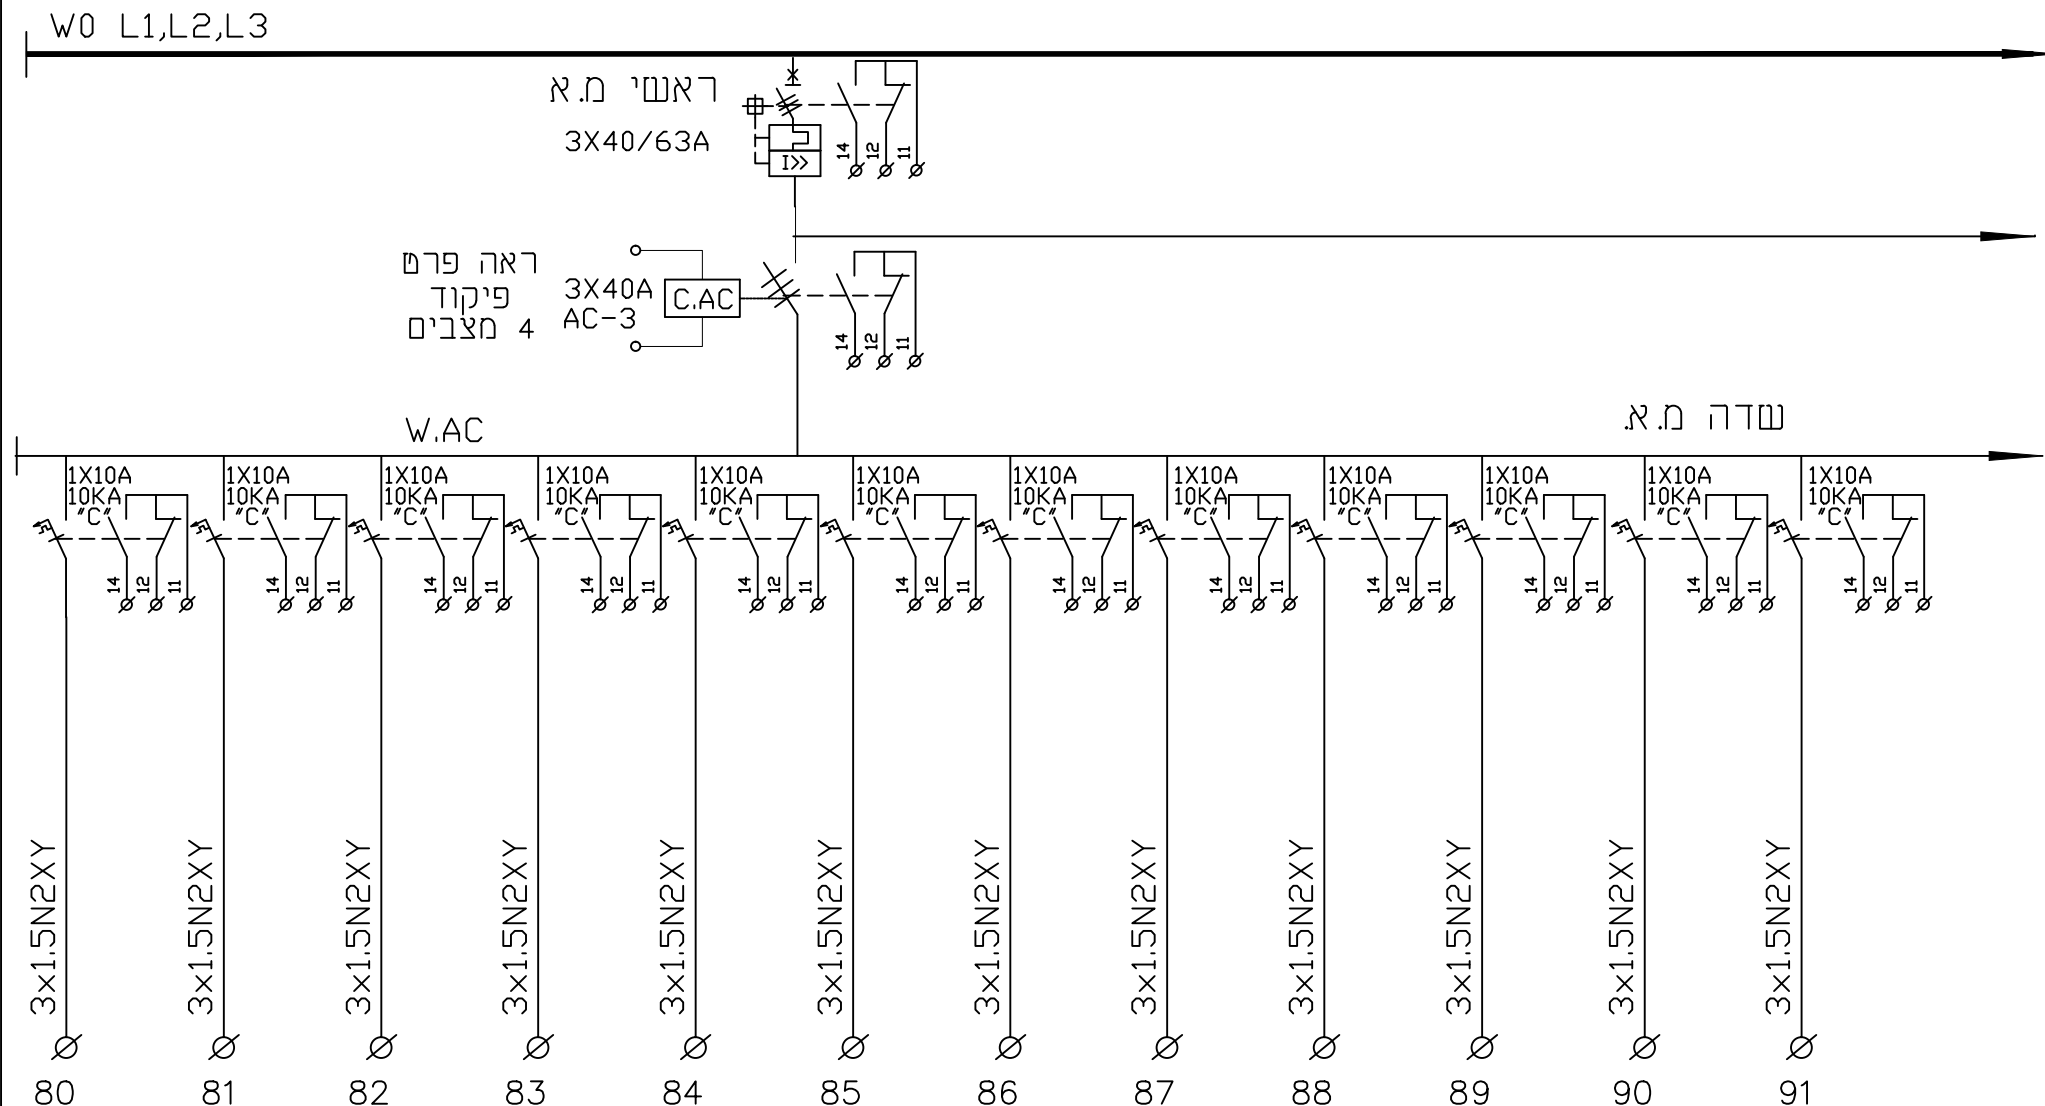 W0 L1,L2,L3
ראשי מ.א
3X40/63A
I>>
14 12 11
ראה פרט
פיקוד
4 מצבים
3X40A
AC-3
C.AC
14 12 11
W.AC
שדה מ.א.
1X10A 1X10A 1X10A 1X10A 1X10A 1X10A 1X10A 1X10A 1X10A 1X10A 1X10A 1X10A
10KA 10KA 10KA 10KA 10KA 10KA 10KA 10KA 10KA 10KA 10KA 10KA
"C" "C" "C" "C" "C" "C" "C" "C" "C" "C" "C" "C"
14 12 11 14 12 11 14 12 11 14 12 11 14 12 11 14 12 11 14 12 11 14 12 11 14 12 11 14 12 11 14 12 11 14 12 11
3x1.5N2XY 3x1.5N2XY 3x1.5N2XY 3x1.5N2XY 3x1.5N2XY 3x1.5N2XY 3x1.5N2XY 3x1.5N2XY 3x1.5N2XY 3x1.5N2XY 3x1.5N2XY 3x1.5N2XY
80 81 82 83 84 85 86 87 88 89 90 91